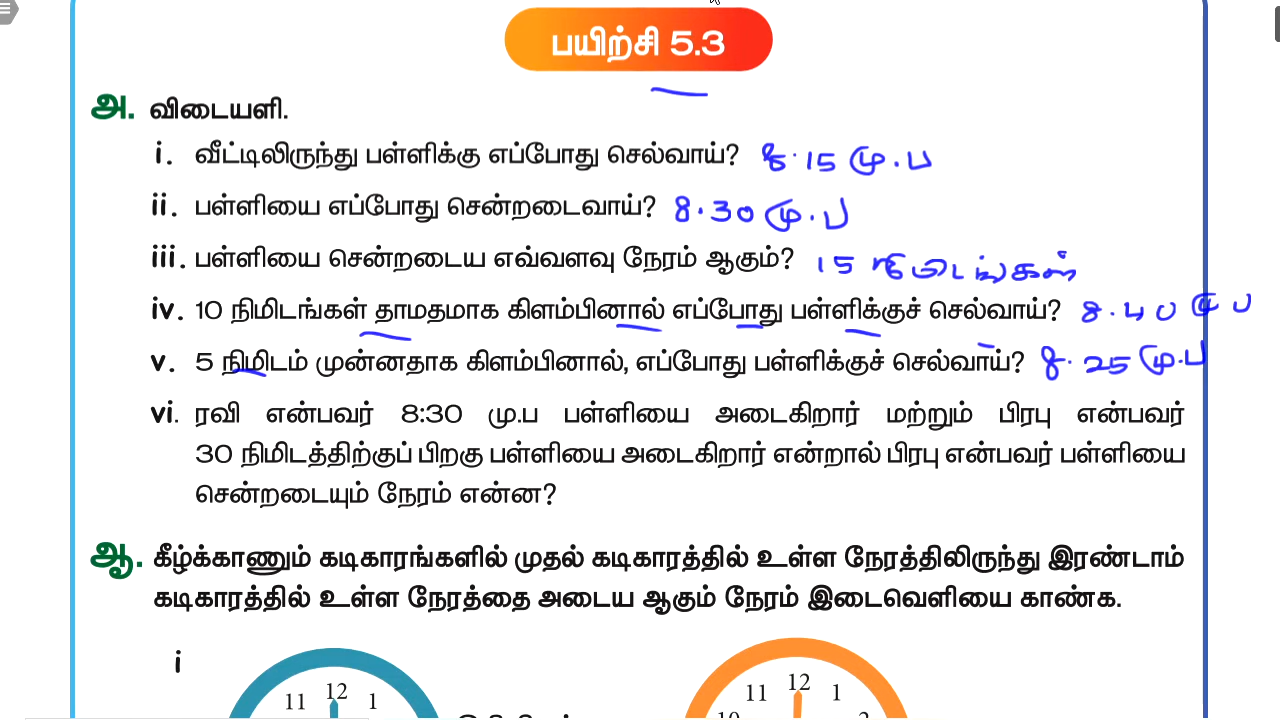 பயிற்சி 5.3
அ. விடையளி.
i. வீட்டிலிருந்து பள்ளிக்கு எப்போது செல்வாய்? 8.15 மு.ப
ii. பள்ளியை எப்போது சென்றடைவாய்? 8.30 மு.ப
iii. பள்ளியை சென்றடைய எவ்வளவு நேரம் ஆகும்? 15 நிமிடங்கள்
iv. 10 நிமிடங்கள் தாமதமாக கிளம்பினால் எப்போது பள்ளிக்குச் செல்வாய்? 8.40 மு ப
v. 5 நிமிடம் முன்னதாக கிளம்பினால், எப்போது பள்ளிக்குச் செல்வாய்? 8.25 மு.ப
vi. ரவி என்பவர் 8:30 மு.ப பள்ளியை அடைகிறார் மற்றும் பிரபு என்பவர்
30 நிமிடத்திற்குப் பிறகு பள்ளியை அடைகிறார் என்றால் பிரபு என்பவர் பள்ளியை
சென்றடையும் நேரம் என்ன?
ஆ. கீழ்க்காணும் கடிகாரங்களில் முதல் கடிகாரத்தில் உள்ள நேரத்திலிருந்து இரண்டாம்
கடிகாரத்தில் உள்ள நேரத்தை அடைய ஆகும் நேரம் இடைவெளியை காண்க.
i
11 12 1
11 12 1